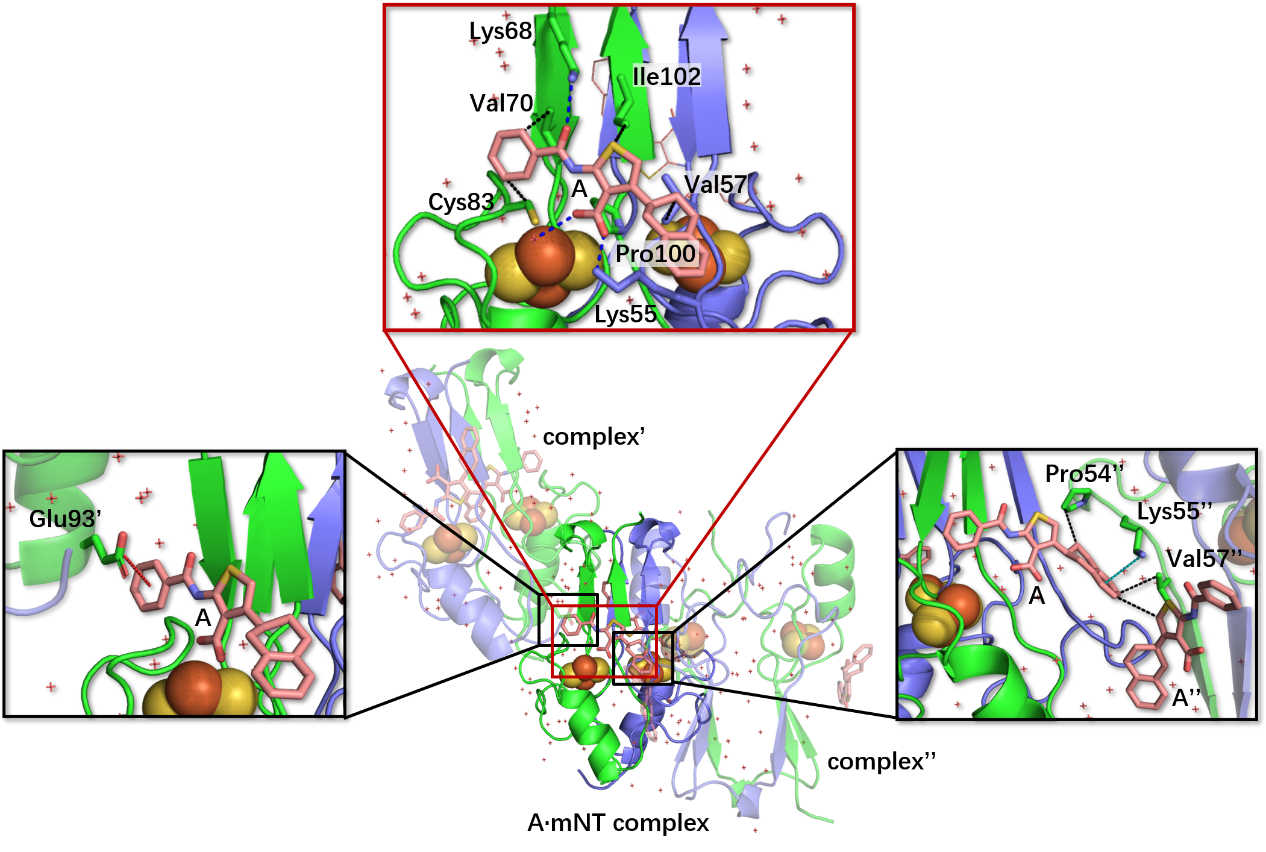 Lys68
Ile102
Val70
A
Val57
Cys83
Pro100
Lys55
complex’
Glu93’
A
Pro54’’
Lys55’’
Val57’’
A
A’’
complex’’
A·mNT complex